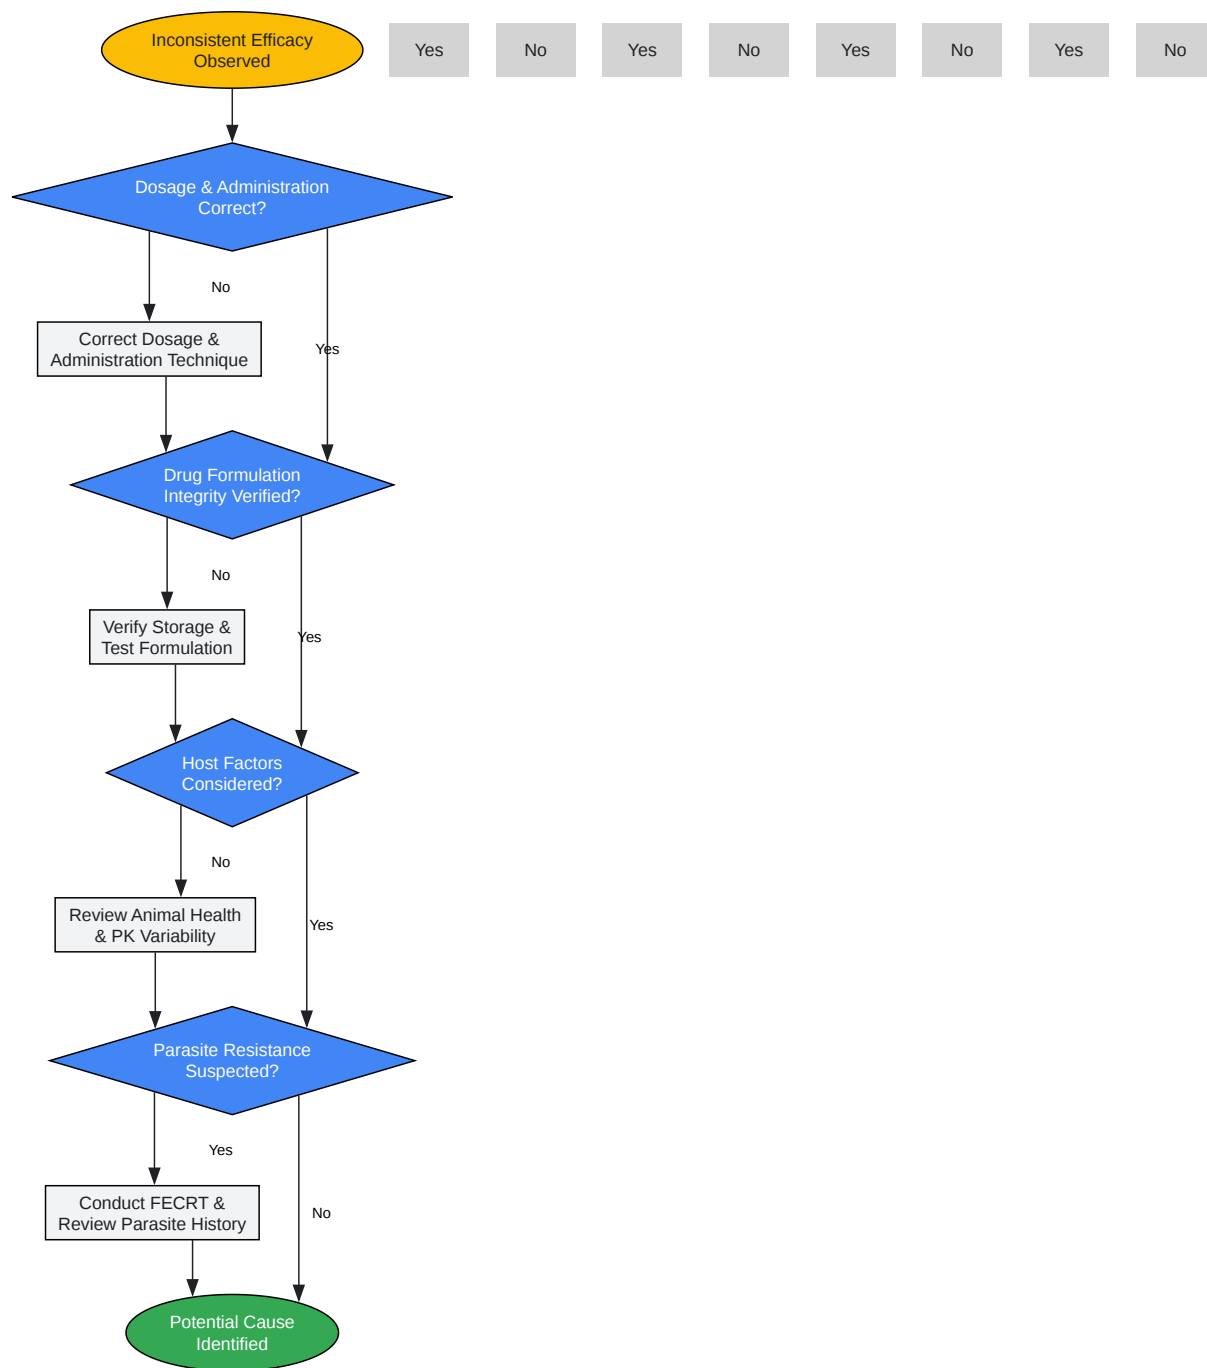 Inconsistent Efficacy
Observed
Yes
No
Yes
No
Yes
No
Yes
No
Dosage & Administration
Correct?
No
Correct Dosage &
Administration Technique
Yes
Drug Formulation
Integrity Verified?
No
Verify Storage &
Test Formulation
Yes
Host Factors
Considered?
No
Review Animal Health
& PK Variability
Yes
Parasite Resistance
Suspected?
Yes
Conduct FECRT &
Review Parasite History
No
Potential Cause
Identified